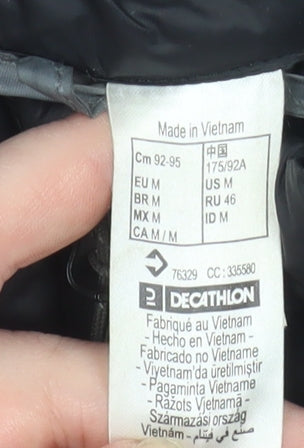 Made in Vietnam
Cm 92-95
EU M
BR M
MX M
CA M / M
中国
175/92A
US M
RU 46
ID M
76329 CC : 335580
DECATHLON
Fabriqué au Vietnam
- Hecho en Vietnam -
Fabricado no Vietname
- Viyetnam'da üretilmiştir
- Pagaminta Vietname
- Ražots Vjetnamā -
Származási ország
Vietnám - صنع في فيتنام